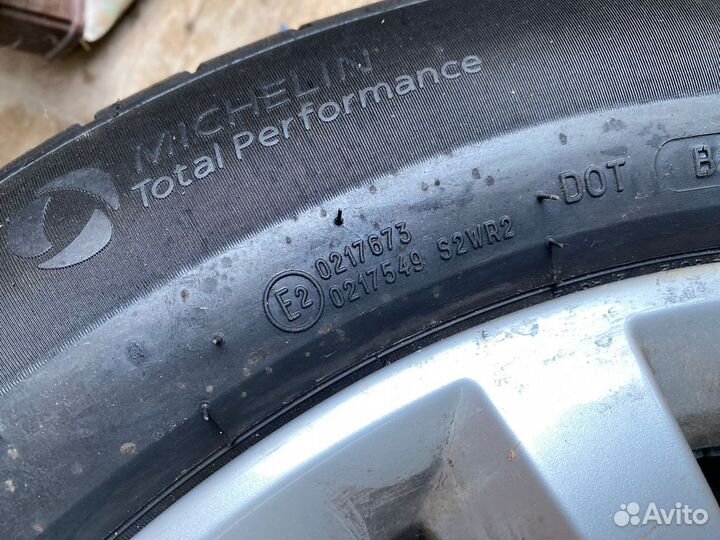 MICHELIN
Total Performance
DOT B
E2 0217673
0217549 S2WR2
Avito